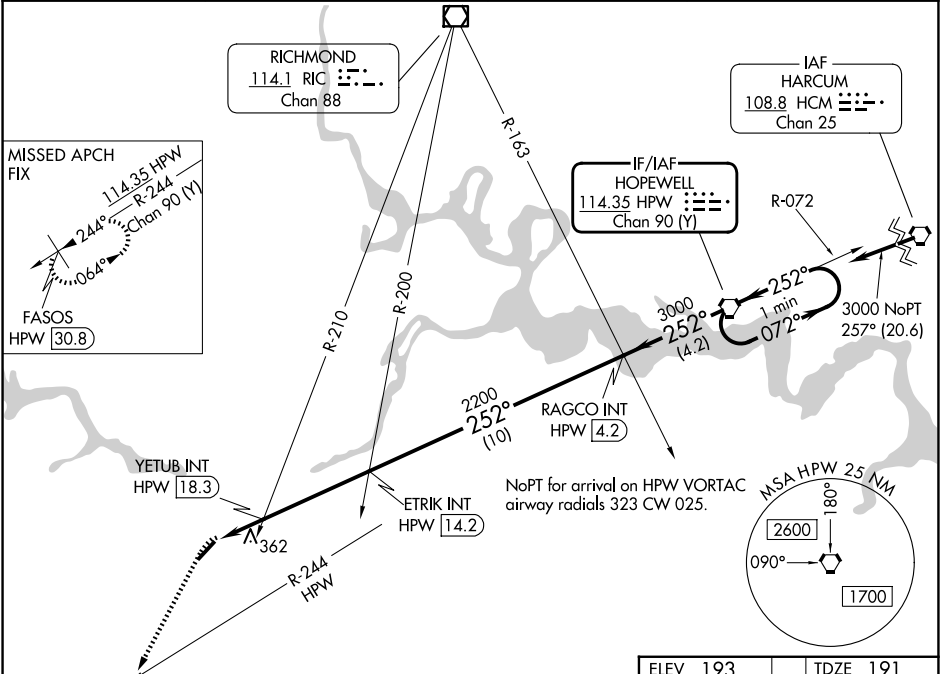 RICHMOND
114.1 RIC
Chan 88
IAF
HARCUM
108.8 HCM
Chan 25
MISSED APCH
FIX
114.35 HPW
R-244
Chan 90 (Y)
244°
064°
FASOS
HPW 30.8
IF/IAF
HOPEWELL
114.35 HPW
Chan 90 (Y)
R-163
R-072
R-210
R-200
252°
1 min
072°
3000 NoPT
257° (20.6)
3000
252°
(4.2)
2200
252°
(10)
RAGCO INT
HPW 4.2
YETUB INT
HPW 18.3
ETRIK INT
HPW 14.2
362
R-244
HPW
NoPT for arrival on HPW VORTAC
airway radials 323 CW 025.
MSA HPW 25 NM
180°
2600
090°
1700
ELEV 193
TDZE 191